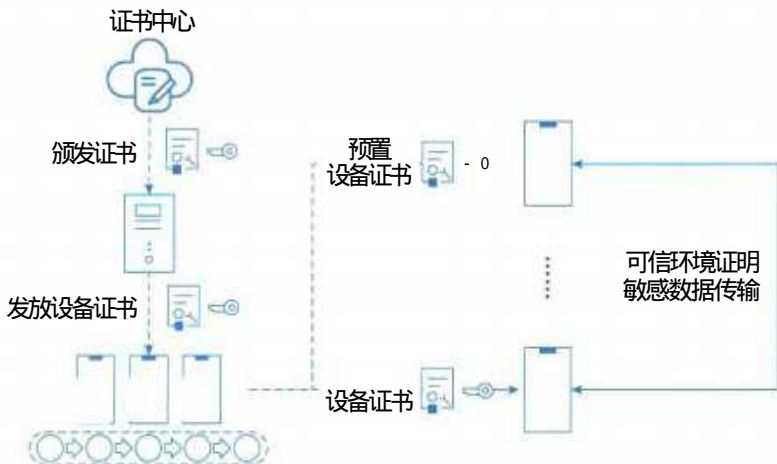 证书中心
颁发证书
预置
设备证书
- 0
可信环境证明
敏感数据传输
发放设备证书
设备证书